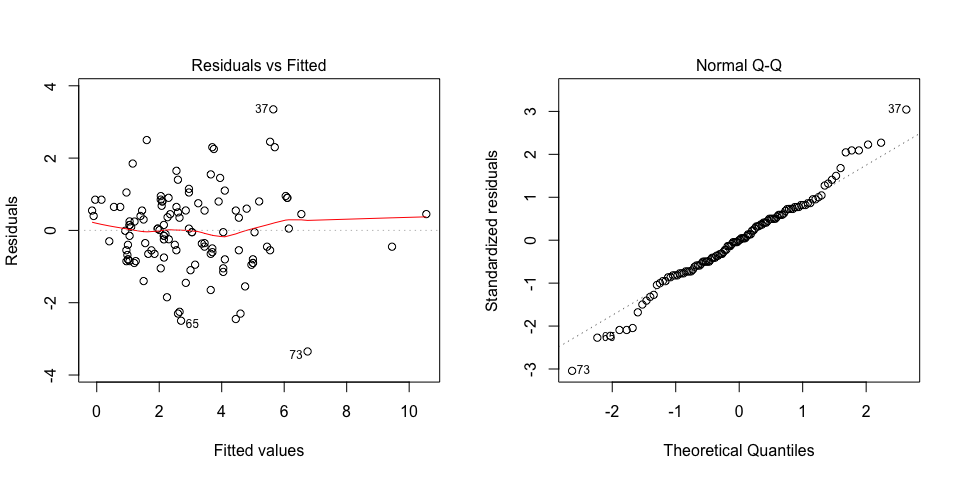 Residuals vs Fitted
Residuals
4
2
0
-2
-4
37
65
73
0 2 4 6 8 10
Fitted values
Normal Q-Q
Standardized residuals
3
2
1
0
-1
-2
-3
37
65
73
-2 -1 0 1 2
Theoretical Quantiles